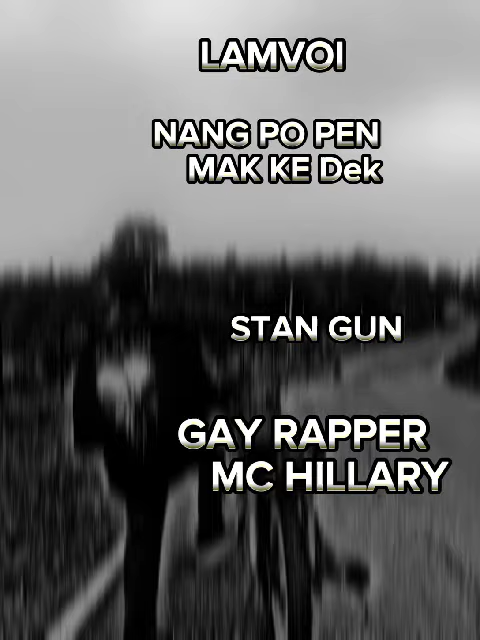 LAMVOI
NANG PO PEN
MAK KE Dek
STAN GUN
GAY RAPPER
MC HILLARY